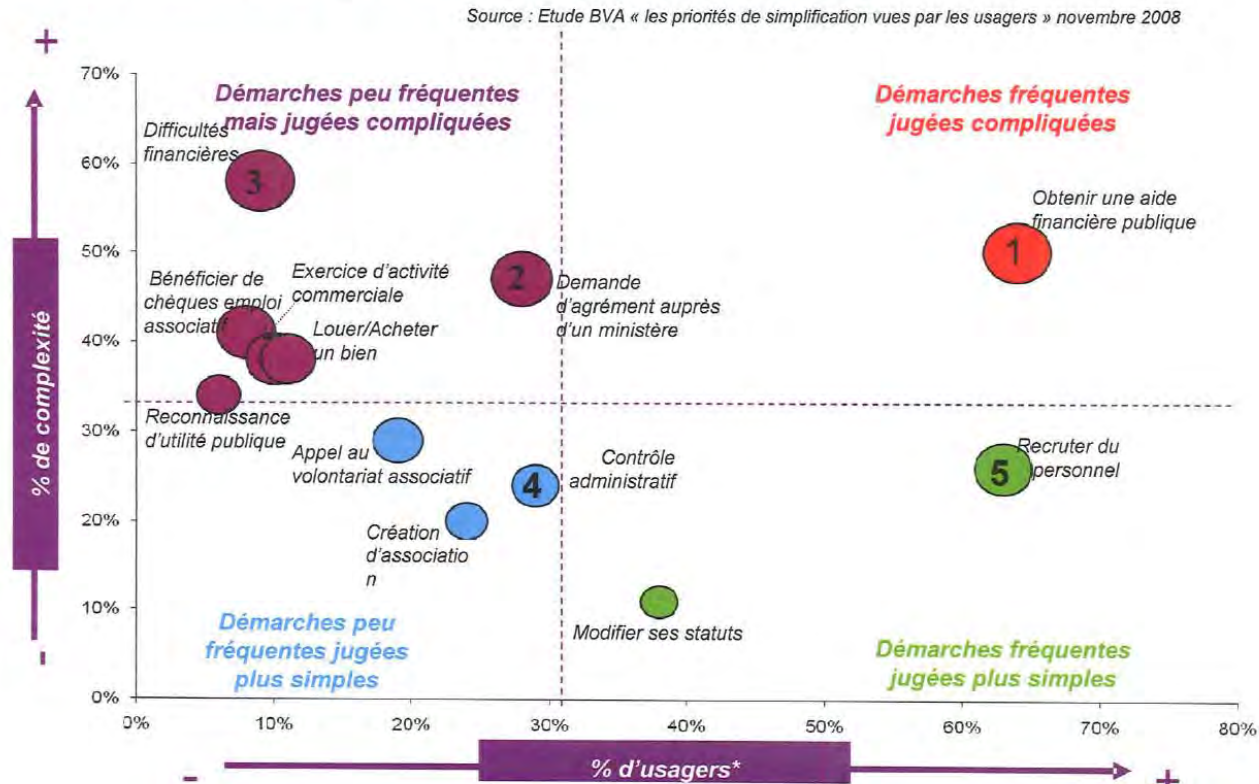 Source : Etude BVA « les priorités de simplification vues par les usagers » novembre 2008
+
70%
Démarches peu fréquentes
mais jugées compliquées
Démarches fréquentes
jugées compliquées
Difficultés
financières
60%
3
Obtenir une aide
financière publique
50%
1
2
Bénéficier de
chèques emploi
associatif
Exercice d'activité
commerciale
Demande
d'agrément auprès
d'un ministère
Louer/Acheter
un bien
40%
% de complexité
Reconnaissance
d'utilité publique
30%
Appel au
volontariat associatif
Contrôle
administratif
4
Recruter du
personnel
5
20%
Création
d'associatio
n
10%
Modifier ses statuts
Démarches peu
fréquentes jugées
plus simples
Démarches fréquentes
jugées plus simples
-
0%
0%
10%
20%
30%
40%
50%
60%
70%
80%
-
% d'usagers*
+